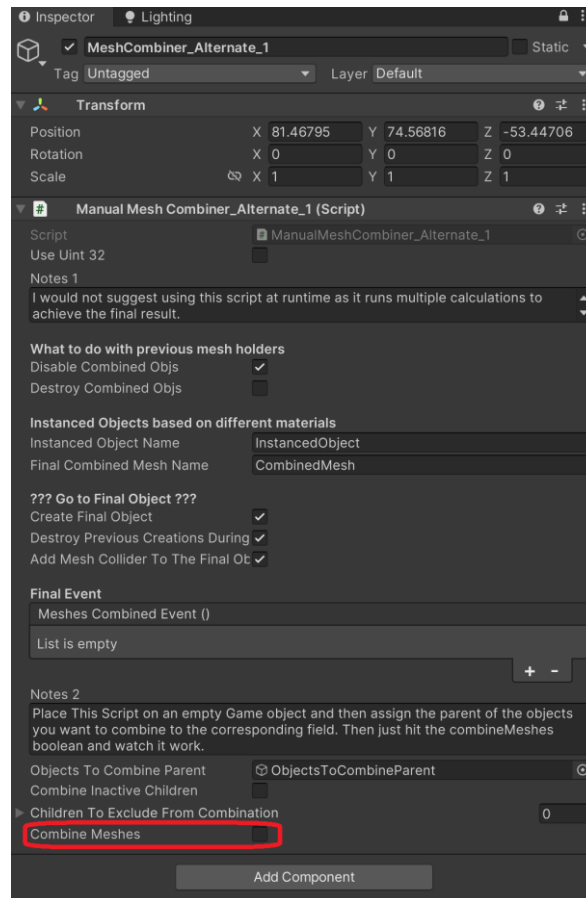 Inspector Lighting
MeshCombiner_Alternate_1 Static
Tag Untagged Layer Default
Transform
Position X 81.46795 Y 74.56816 Z -53.44706
Rotation X 0 Y 0 Z 0
Scale X 1 Y 1 Z 1
# Manual Mesh Combiner_Alternate_1 (Script)
Script # ManualMeshCombiner_Alternate_1
Use Uint 32
Notes 1
I would not suggest using this script at runtime as it runs multiple calculations to
achieve the final result.
What to do with previous mesh holders
Disable Combined Objs
Destroy Combined Objs
Instanced Objects based on different materials
Instanced Object Name InstancedObject
Final Combined Mesh Name CombinedMesh
??? Go to Final Object ???
Create Final Object
Destroy Previous Creations During
Add Mesh Collider To The Final Ob
Final Event
Meshes Combined Event ()
List is empty
+ -
Notes 2
Place This Script on an empty Game object and then assign the parent of the objects
you want to combine to the corresponding field. Then just hit the combineMeshes
boolean and watch it work.
Objects To Combine Parent ObjectsToCombineParent
Combine Inactive Children
Children To Exclude From Combination 0
Combine Meshes
Add Component